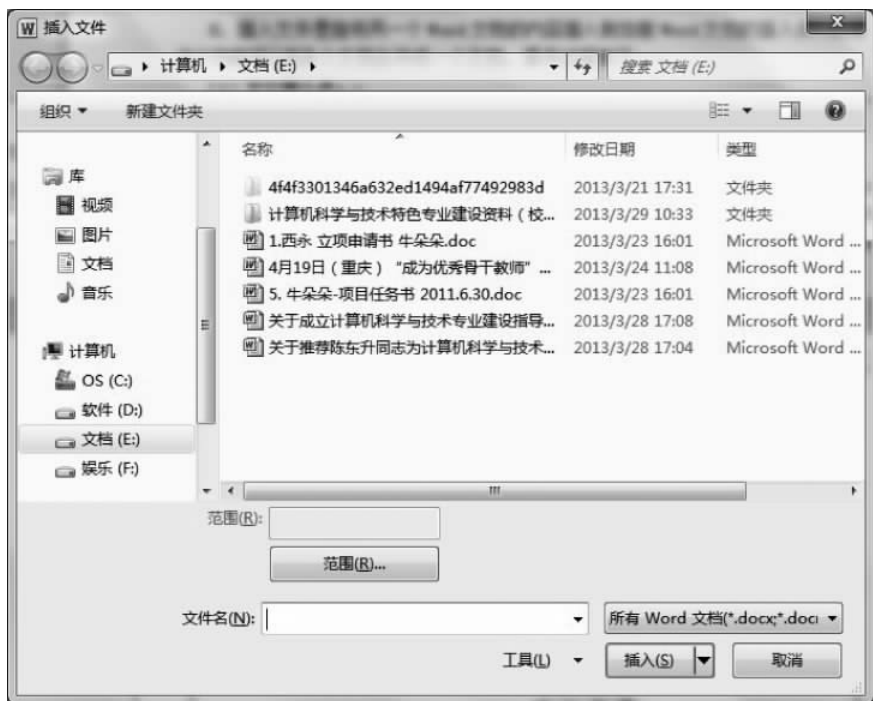 插入文件
计算机 文档 (E:) 搜索 文档 (E:)
组织 新建文件夹
名称 修改日期 类型
库
视频
图片
文档
音乐
计算机
OS (C:)
软件 (D:)
文档 (E:)
娱乐 (F:)
4f4f3301346a632ed1494af77492983d 2013/3/21 17:31 文件夹
计算机科学与技术特色专业建设资料（校... 2013/3/29 10:33 文件夹
1.西永 立项申请书 牛朵朵.doc 2013/3/23 16:01 Microsoft Word ...
4月19日（重庆）“成为优秀骨干教师” ... 2013/3/24 11:08 Microsoft Word ...
5. 牛朵朵-项目任务书 2011.6.30.doc 2013/3/23 16:01 Microsoft Word ...
关于成立计算机科学与技术专业建设指导... 2013/3/28 17:08 Microsoft Word ...
关于推荐陈东升同志为计算机科学与技术... 2013/3/28 17:04 Microsoft Word ...
范围(R):
范围(R)...
文件名(N): 所有 Word 文档(*.docx;*.doc
工具(L) 插入(S) 取消